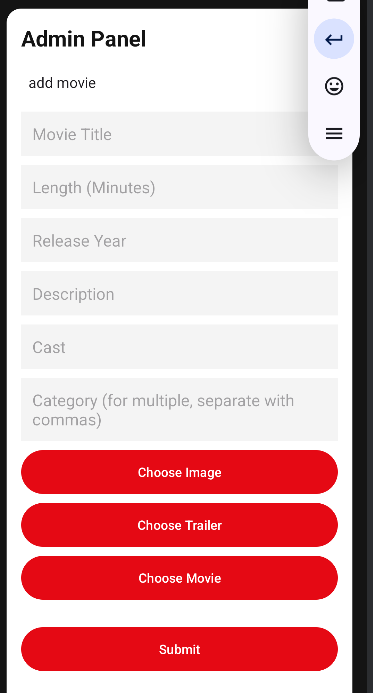 Admin Panel
add movie
Movie Title
Length (Minutes)
Release Year
Description
Cast
Category (for multiple, separate with
commas)
Choose Image
Choose Trailer
Choose Movie
Submit